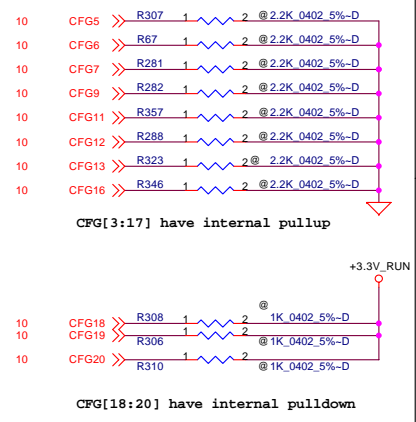 10 CFG5 R307 1 2 @ 2.2K_0402_5%~D
10 CFG6 R67 1 2 @ 2.2K_0402_5%~D
10 CFG7 R281 1 2 @ 2.2K_0402_5%~D
10 CFG9 R282 1 2 @ 2.2K_0402_5%~D
10 CFG11 R357 1 2 @ 2.2K_0402_5%~D
10 CFG12 R288 1 2 @ 2.2K_0402_5%~D
10 CFG13 R323 1 2 @ 2.2K_0402_5%~D
10 CFG16 R346 1 2 @ 2.2K_0402_5%~D
CFG[3:17] have internal pullup
+3.3V_RUN
@
10 CFG18 R308 1 2 1K_0402_5%~D
10 CFG19 R306 1 2 @ 1K_0402_5%~D
10 CFG20 R310 1 2 @ 1K_0402_5%~D
CFG[18:20] have internal pulldown